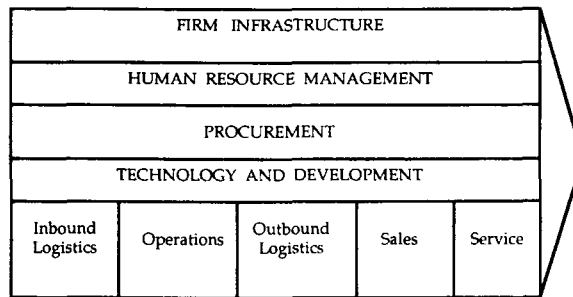 FIRM INFRASTRUCTURE
HUMAN RESOURCE MANAGEMENT
PROCUREMENT
TECHNOLOGY AND DEVELOPMENT
Inbound
Logistics
Operations
Outbound
Logistics
Sales
Service